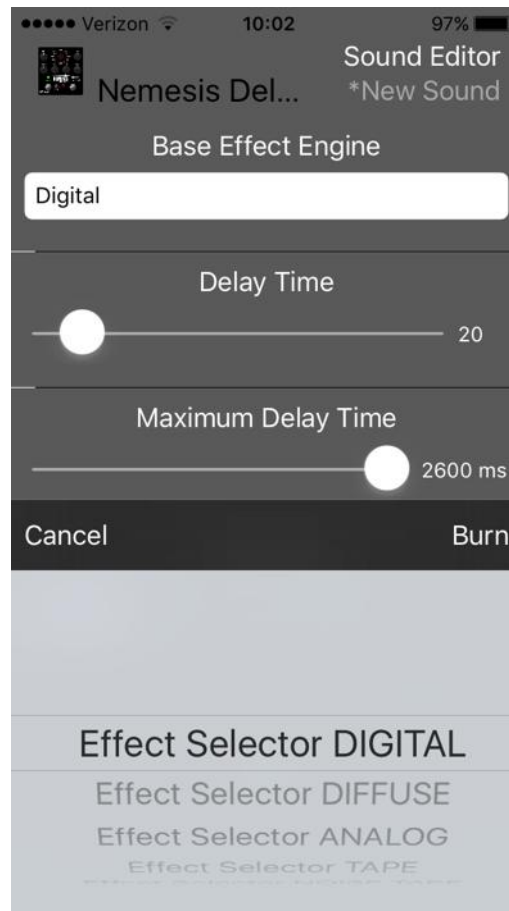 Verizon 10:02 97%
Sound Editor
Nemesis Del... *New Sound
Base Effect Engine
Digital
Delay Time
20
Maximum Delay Time
2600 ms
Cancel Burn
Effect Selector DIGITAL
Effect Selector DIFFUSE
Effect Selector ANALOG
Effect Selector TAPE